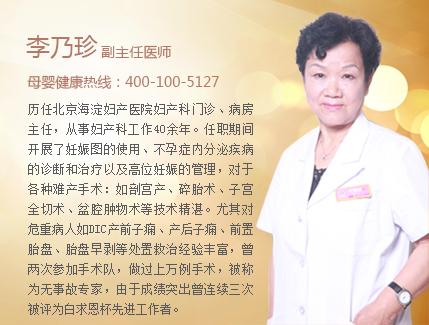 李乃珍 副主任医师
母婴健康热线：400-100-5127
历任北京海淀妇产医院妇产科门诊、病房
主任，从事妇产科工作40余年。任职期间
开展了妊娠图的使用、不孕症内分泌疾病
的诊断和治疗以及高位妊娠的管理，对于
各种难产手术：如剖宫产、碎胎术、子宫
全切术、盆腔肿物术等技术精湛。尤其对
危重病人如DIC产前子痫、产后子痫、前置
胎盘、胎盘早剥等处置救治经验丰富，曾
两次参加手术队，做过上万例手术，被称
为无事故专家，由于成绩突出曾连续三次
被评为白求恩杯先进工作者。